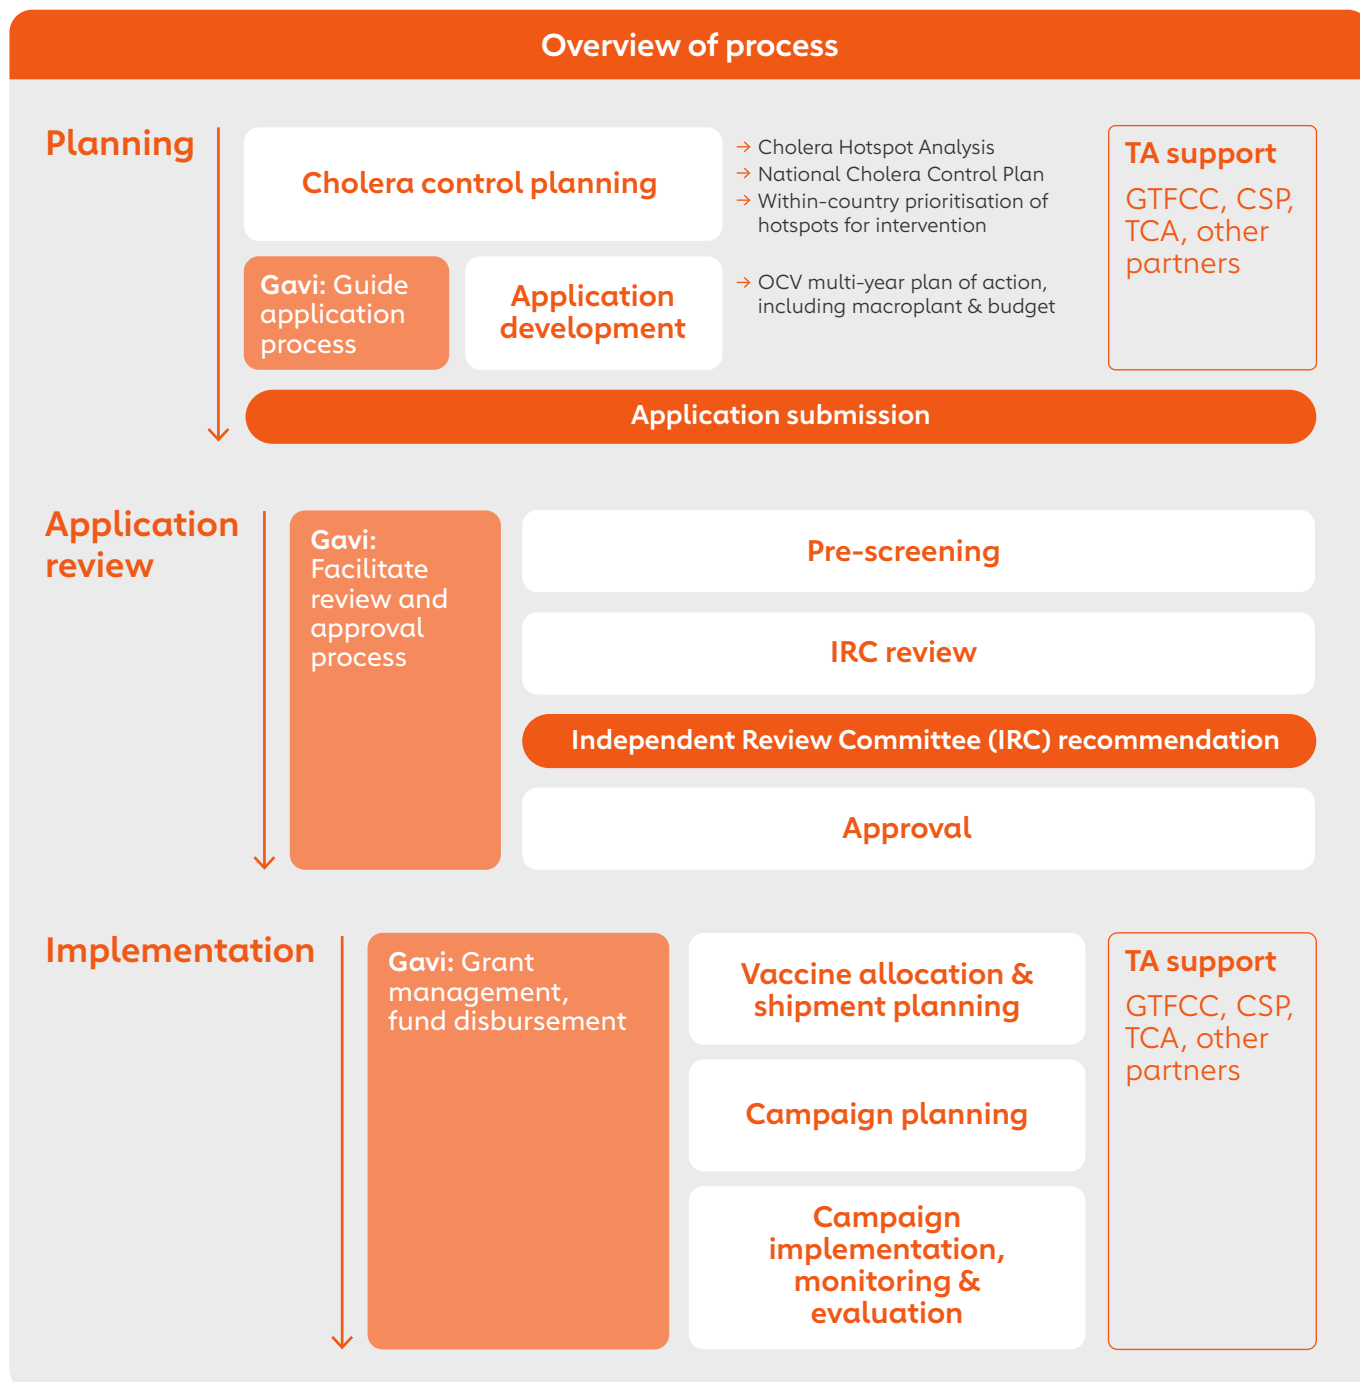 Overview of process
Planning
Cholera control planning
→ Cholera Hotspot Analysis
→ National Cholera Control Plan
→ Within-country prioritisation of
hotspots for intervention
TA support
GTFCC, CSP,
TCA, other
partners
Gavi: Guide
application
process
Application
development
→ OCV multi-year plan of action,
including macroplant & budget
Application submission
Application
review
Gavi:
Facilitate
review and
approval
process
Pre-screening
IRC review
Independent Review Committee (IRC) recommendation
Approval
Implementation
Gavi: Grant
management,
fund disbursement
Vaccine allocation &
shipment planning
Campaign planning
Campaign
implementation,
monitoring &
evaluation
TA support
GTFCC, CSP,
TCA, other
partners